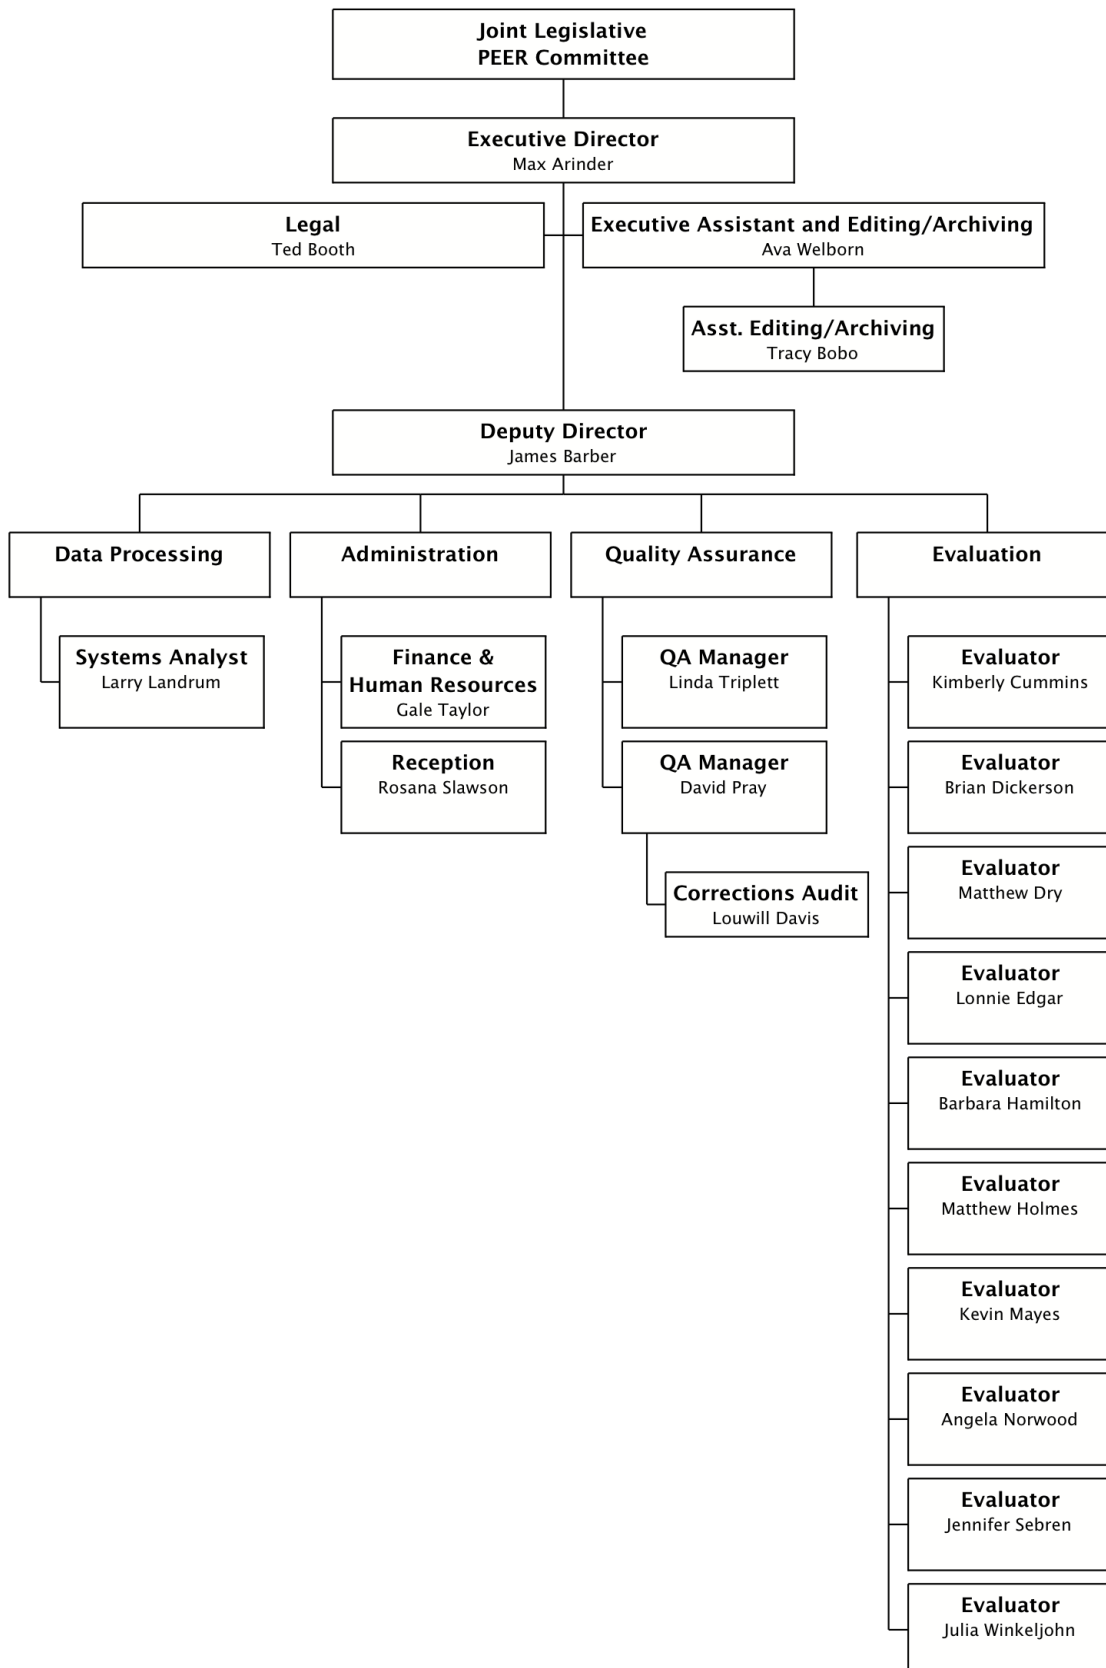 Joint Legislative
PEER Committee
Executive Director
Max Arinder
Legal
Ted Booth
Executive Assistant and Editing/Archiving
Ava Welborn
Asst. Editing/Archiving
Tracy Bobo
Deputy Director
James Barber
Data Processing
Systems Analyst
Larry Landrum
Administration
Finance &
Human Resources
Gale Taylor
Reception
Rosana Slawson
Quality Assurance
QA Manager
Linda Triplett
QA Manager
David Pray
Corrections Audit
Louwill Davis
Evaluation
Evaluator
Kimberly Cummins
Evaluator
Brian Dickerson
Evaluator
Matthew Dry
Evaluator
Lonnie Edgar
Evaluator
Barbara Hamilton
Evaluator
Matthew Holmes
Evaluator
Kevin Mayes
Evaluator
Angela Norwood
Evaluator
Jennifer Sebren
Evaluator
Julia Winkeljohn